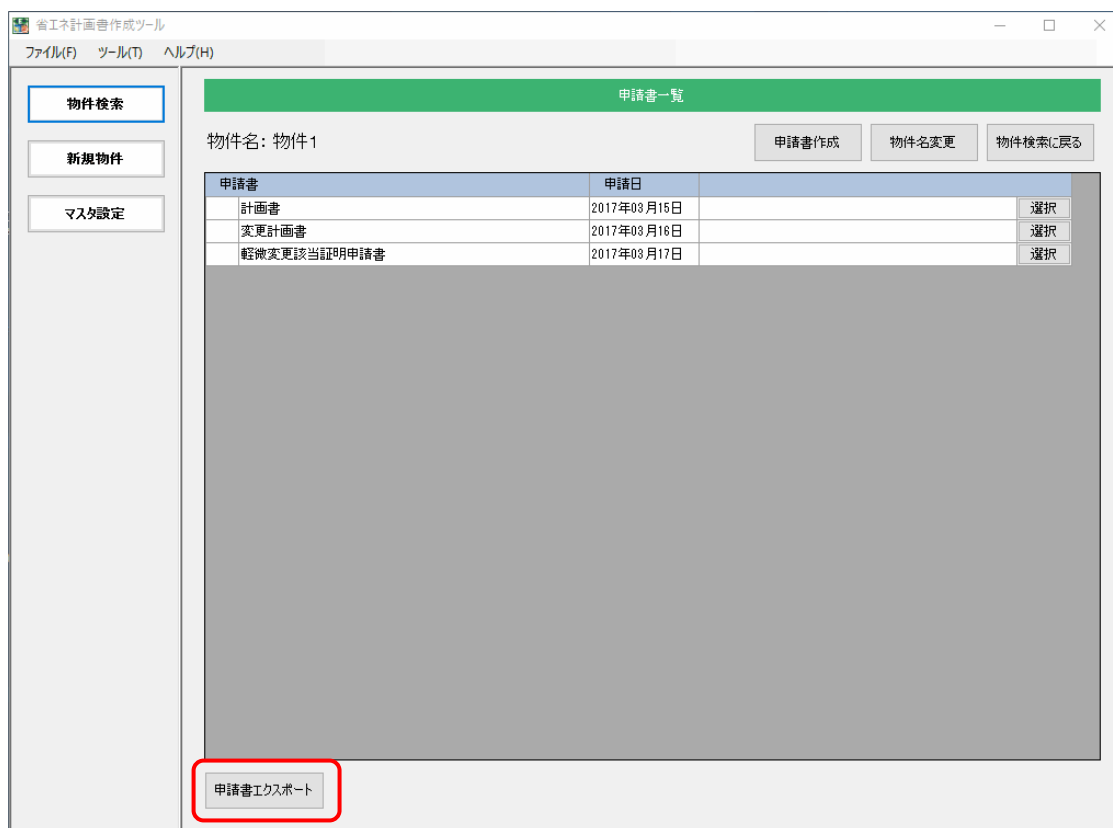 省エネ計画書作成ツール
ファイル(F) ツール(T) ヘルプ(H)
物件検索
新規物件
マスタ設定
申請書一覧
物件名: 物件1
申請書作成 物件名変更 物件検索に戻る
申請書 申請日
計画書 2017年03月15日 選択
変更計画書 2017年03月16日 選択
軽微変更該当証明申請書 2017年03月17日 選択
申請書エクスポート